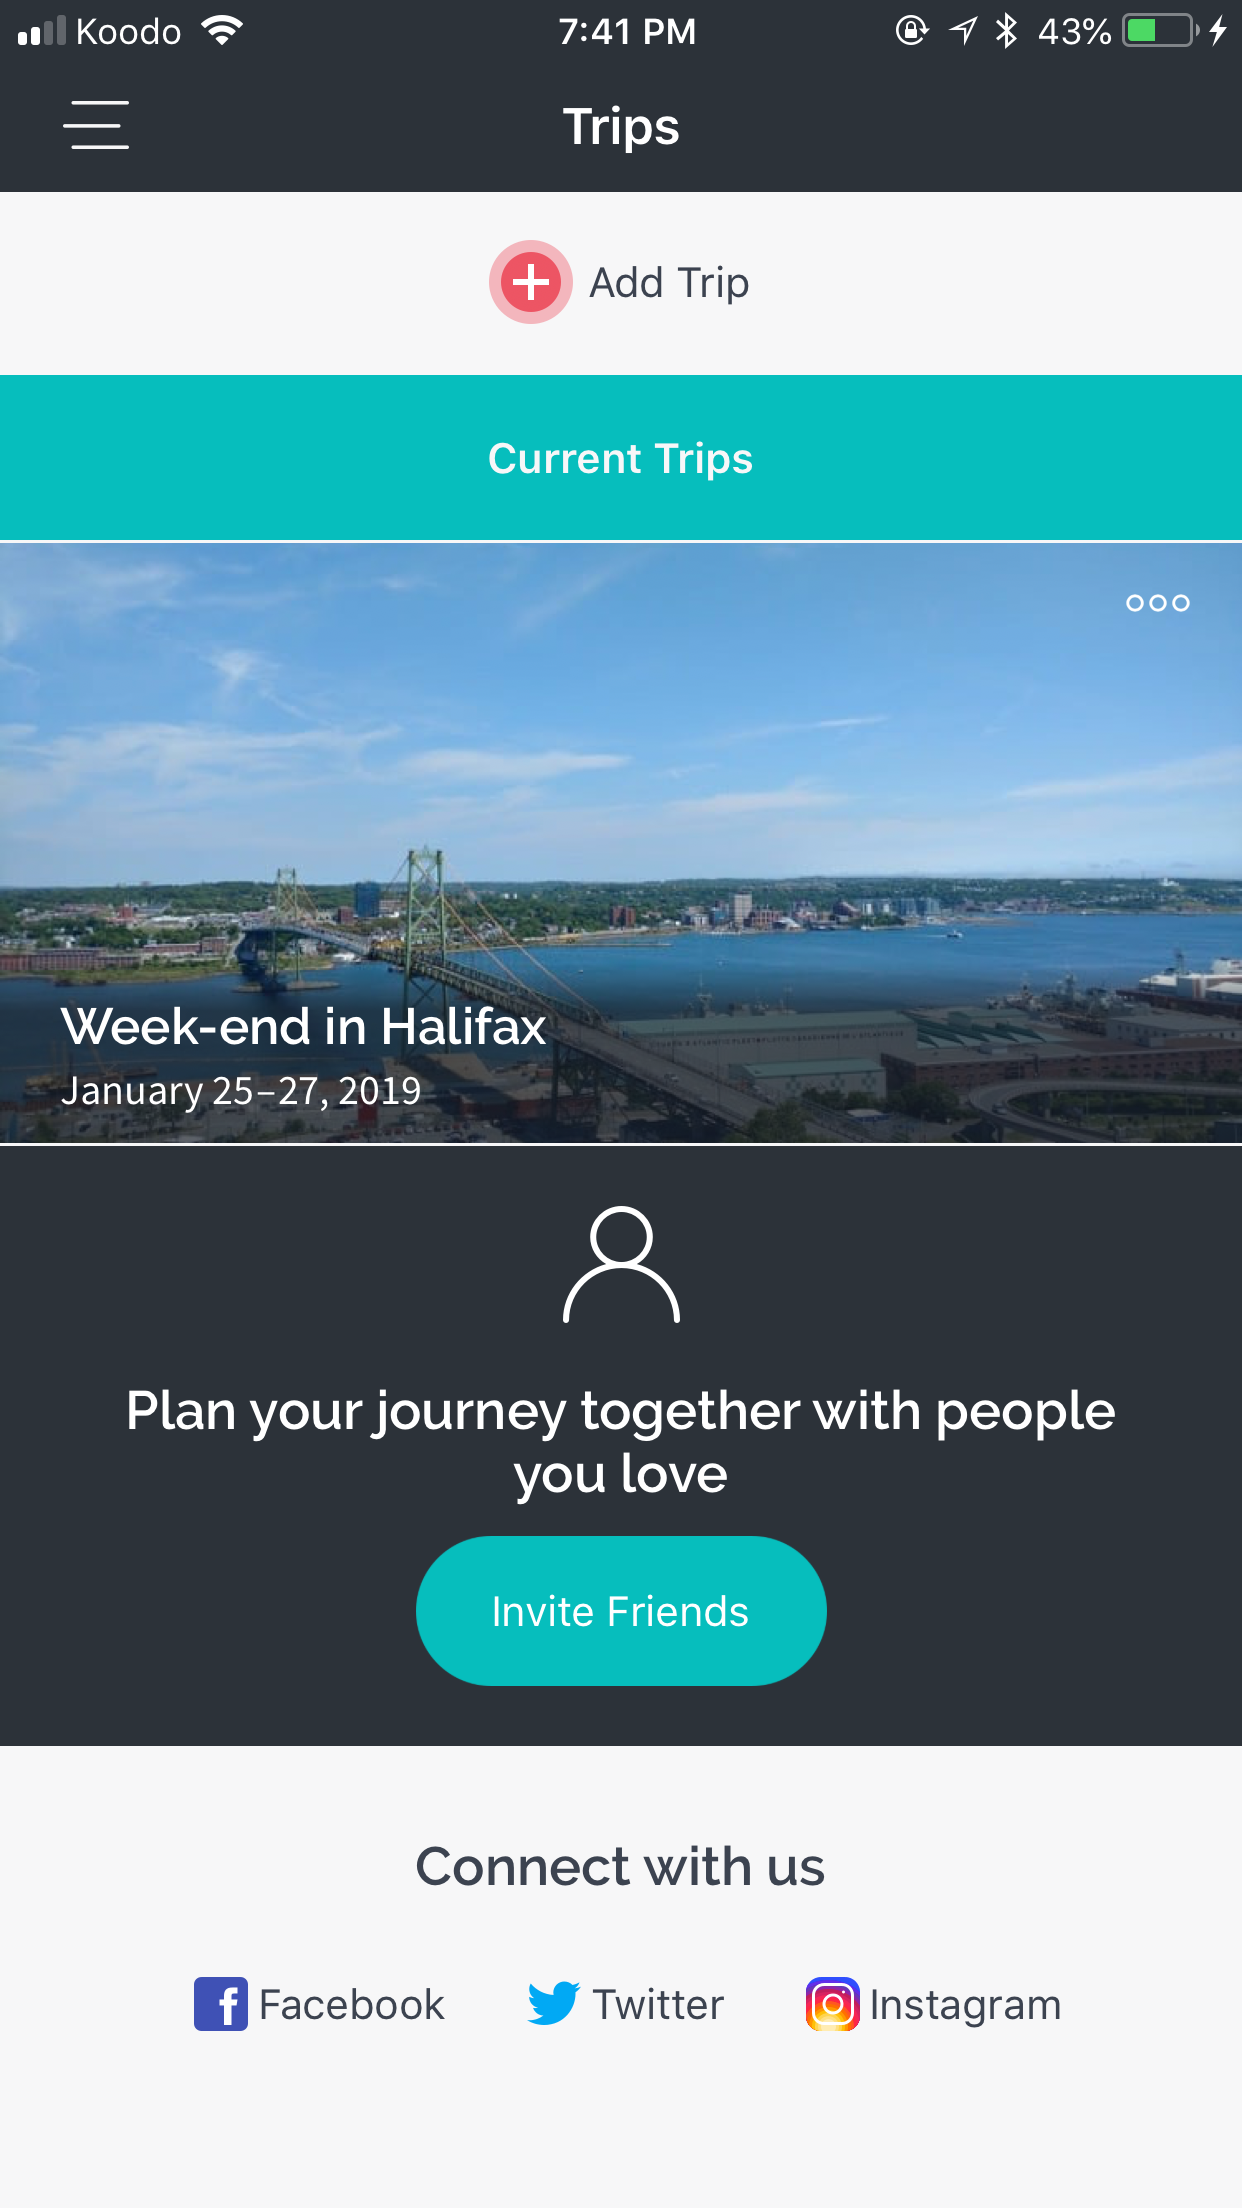 Koodo 7:41 PM 43%
Trips
Add Trip
Current Trips
Week-end in Halifax
January 25–27, 2019
Plan your journey together with people
you love
Invite Friends
Connect with us
Facebook Twitter Instagram